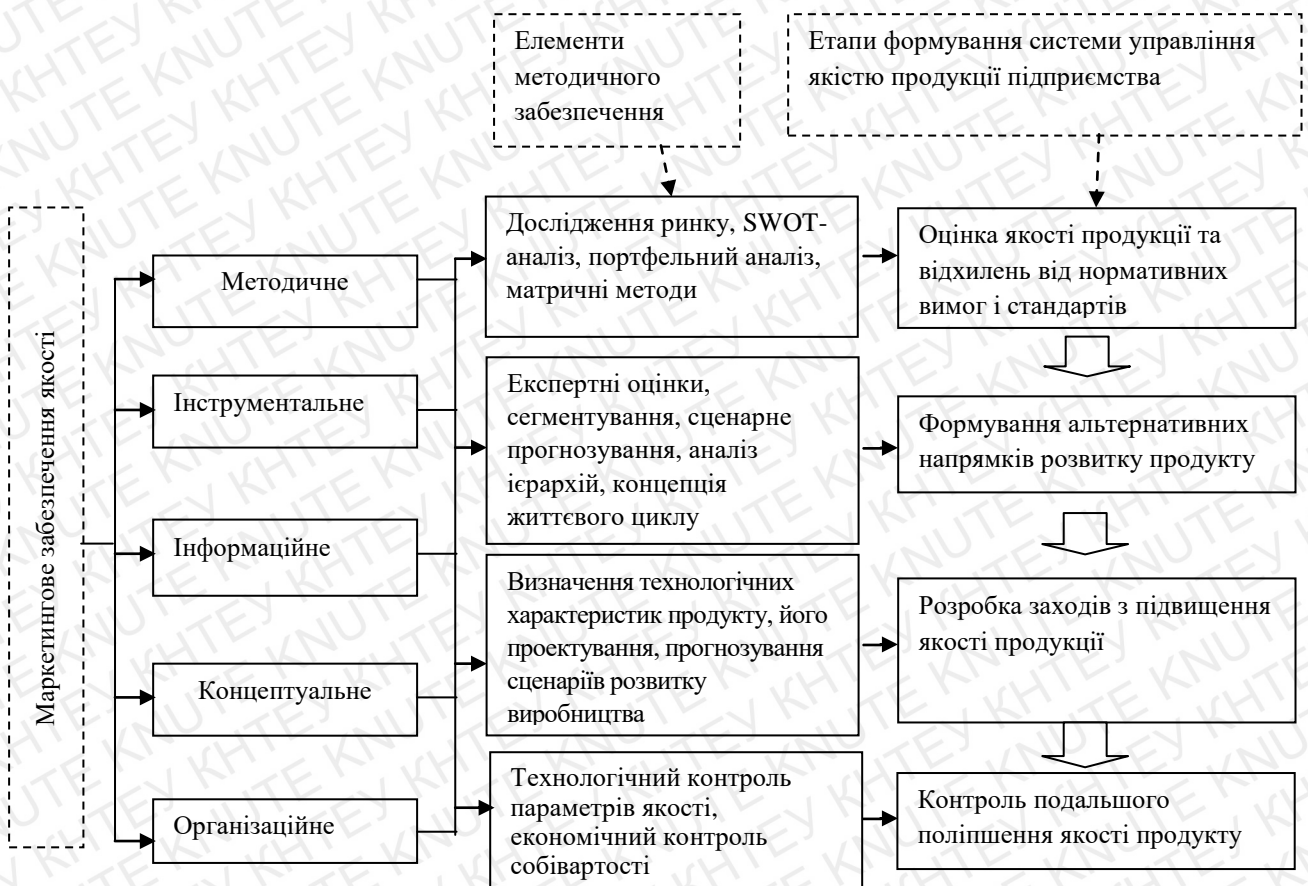 Елементи
методичного
забезпечення
Етапи формування системи управління
якістю продукції підприємства
Маркетингове забезпечення якості
Методичне
Інструментальне
Інформаційне
Концептуальне
Організаційне
Дослідження ринку, SWOT-
аналіз, портфельний аналіз,
матричні методи
Експертні оцінки,
сегментування, сценарне
прогнозування, аналіз
ієрархій, концепція
життєвого циклу
Визначення технологічних
характеристик продукту, його
проектування, прогнозування
сценаріїв розвитку
виробництва
Технологічний контроль
параметрів якості,
економічний контроль
собівартості
Оцінка якості продукції та
відхилень від нормативних
вимог і стандартів
Формування альтернативних
напрямків розвитку продукту
Розробка заходів з підвищення
якості продукції
Контроль подальшого
поліпшення якості продукту